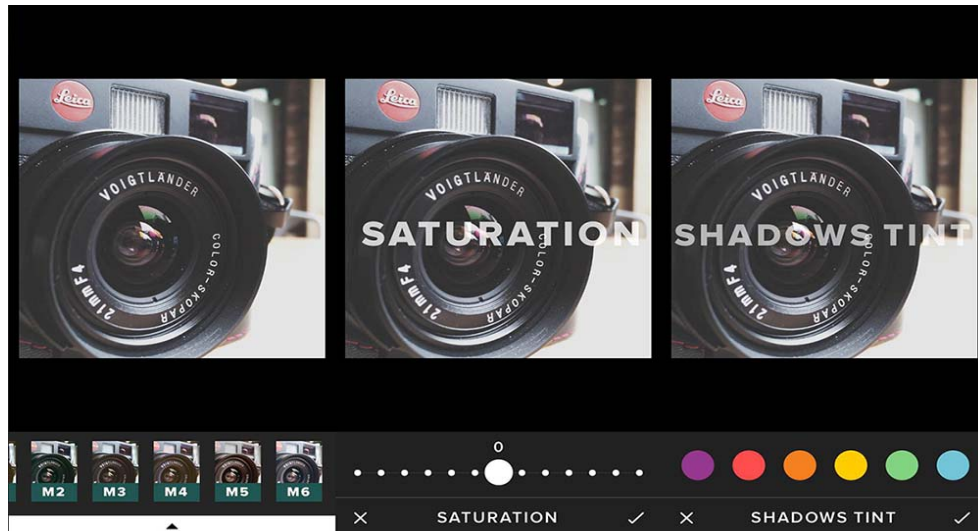 Leica
VOIGTLÄNDER
COLOR-SKOPAR
21mm F4
M2
M3
M4
M5
M6
Leica
VOIGTLÄNDER
SATURATION
COLOR-SKOPAR
21mm F4
0
× SATURATION ✓
Leica
VOIGTLÄNDER
SHADOWS TINT
COLOR-SKOPAR
21mm F4
× SHADOWS TINT ✓